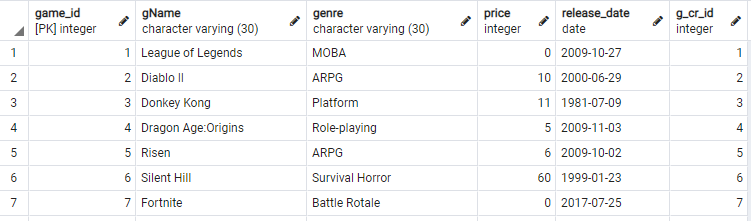 game_id gName genre price release_date g_cr_id
[PK] integer character varying (30) character varying (30) integer date integer
1 1 League of Legends MOBA 0 2009-10-27 1
2 2 Diablo II ARPG 10 2000-06-29 2
3 3 Donkey Kong Platform 11 1981-07-09 3
4 4 Dragon Age:Origins Role-playing 5 2009-11-03 4
5 5 Risen ARPG 6 2009-10-02 5
6 6 Silent Hill Survival Horror 60 1999-01-23 6
7 7 Fortnite Battle Rotale 0 2017-07-25 7